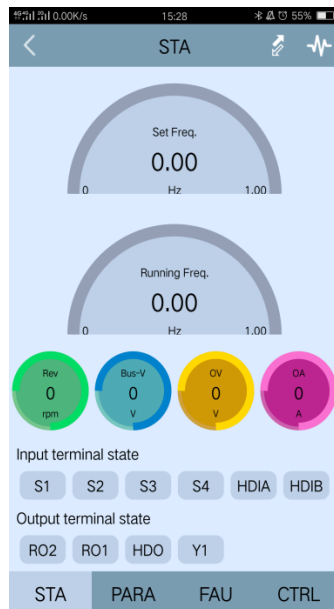 0.00K/s 15:28 55%
STA
Set Freq.
0.00
0 Hz 1.00
Running Freq.
0.00
0 Hz 1.00
Rev Bus-V OV OA
0 0 0 0
rpm V V A
Input terminal state
S1 S2 S3 S4 HDIA HDIB
Output terminal state
RO2 RO1 HDO Y1
STA PARA FAU CTRL